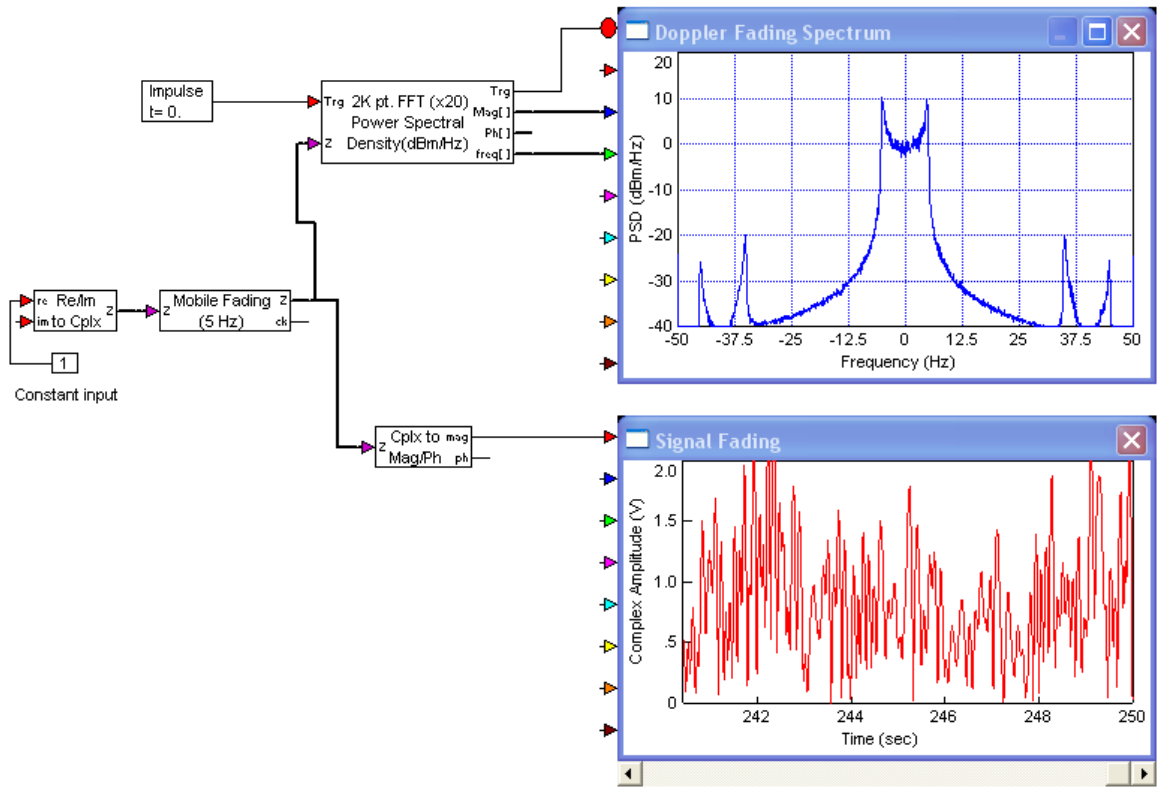 Impulse
t= 0.
Trg 2K pt. FFT (x20) Trg
Power Spectral Mag[ ]
Z Density(dBm/Hz) Ph[ ]
freq[ ]
re Re/Im Z
im to Cplx
1
Constant input
Z Mobile Fading Z
(5 Hz) ck
Z Cplx to mag
Mag/Ph ph
Doppler Fading Spectrum
PSD (dBm/Hz)
20
10
0
-10
-20
-30
-40
-50 -37.5 -25 -12.5 0 12.5 25 37.5 50
Frequency (Hz)
Signal Fading
Complex Amplitude (V)
2.0
1.5
1.0
.5
0
242 244 246 248 250
Time (sec)